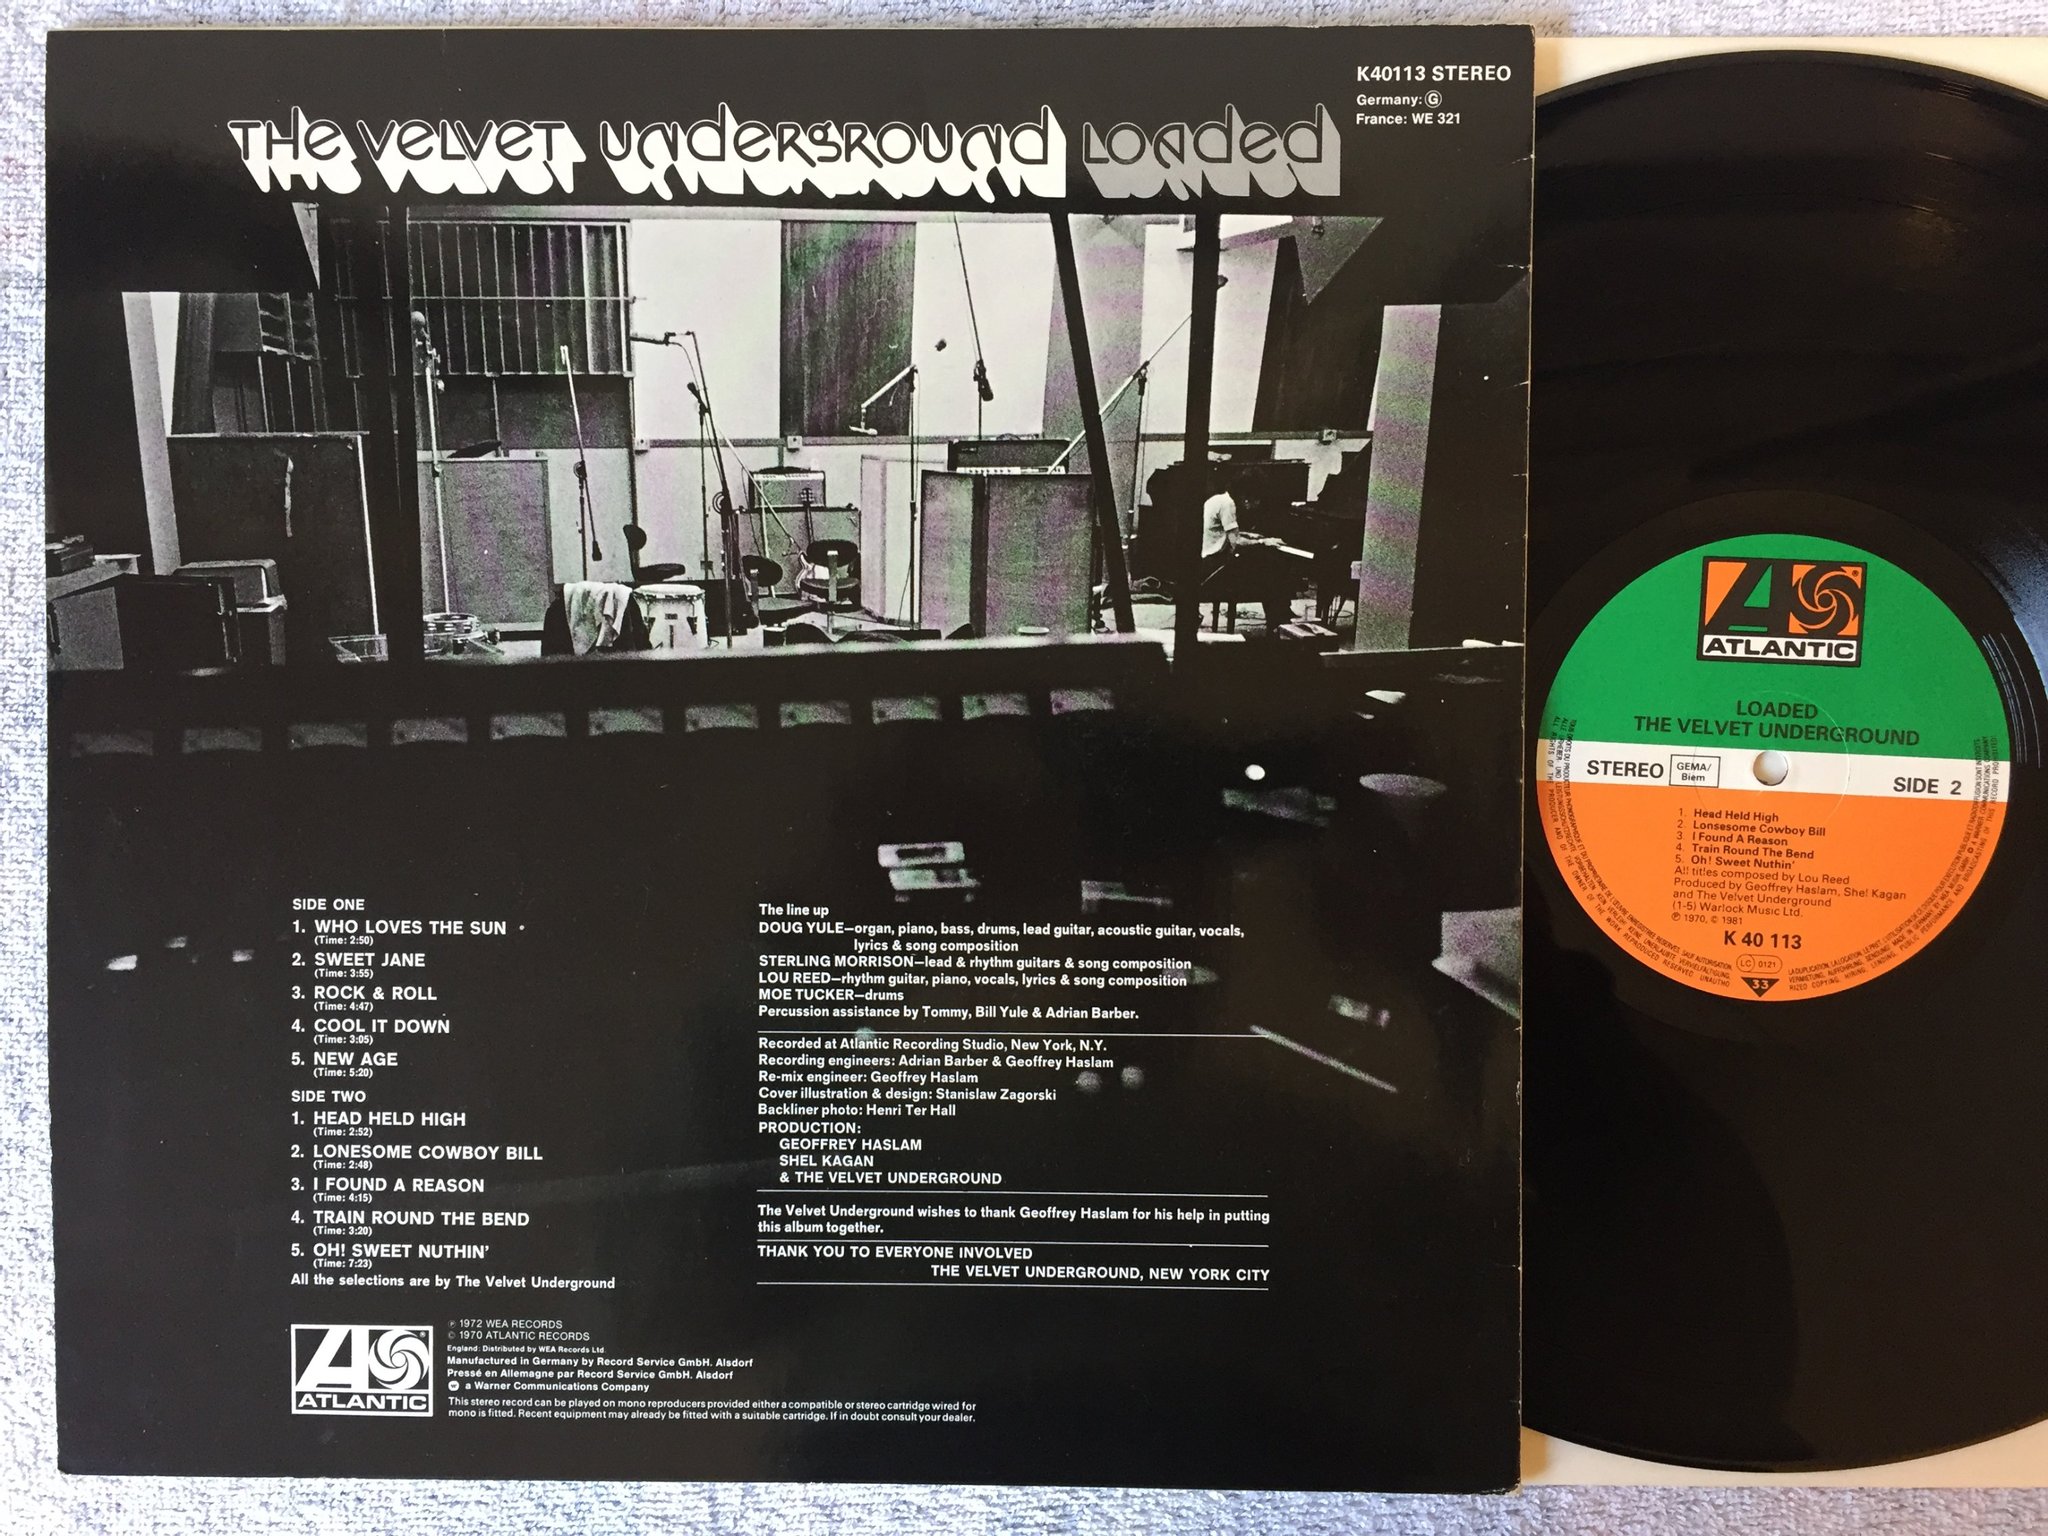 K40113 STEREO
Germany: G
France: WE 321
THE VELVET UNDERGROUND LOADED
SIDE ONE
1. WHO LOVES THE SUN
(Time: 2:50)
2. SWEET JANE
(Time: 3:55)
3. ROCK & ROLL
(Time: 4:47)
4. COOL IT DOWN
(Time: 3:05)
5. NEW AGE
(Time: 5:20)
SIDE TWO
1. HEAD HELD HIGH
(Time: 2:52)
2. LONESOME COWBOY BILL
(Time: 2:48)
3. I FOUND A REASON
(Time: 4:15)
4. TRAIN ROUND THE BEND
(Time: 3:20)
5. OH! SWEET NUTHIN'
(Time: 7:23)
All the selections are by The Velvet Underground
The line up
DOUG YULE—organ, piano, bass, drums, lead guitar, acoustic guitar, vocals,
lyrics & song composition
STERLING MORRISON—lead & rhythm guitars & song composition
LOU REED—rhythm guitar, piano, vocals, lyrics & song composition
MOE TUCKER—drums
Percussion assistance by Tommy, Bill Yule & Adrian Barber.
Recorded at Atlantic Recording Studio, New York, N.Y.
Recording engineers: Adrian Barber & Geoffrey Haslam
Re-mix engineer: Geoffrey Haslam
Cover illustration & design: Stanislaw Zagorski
Backliner photo: Henri Ter Hall
PRODUCTION:
GEOFFREY HASLAM
SHEL KAGAN
& THE VELVET UNDERGROUND
The Velvet Underground wishes to thank Geoffrey Haslam for his help in putting
this album together.
THANK YOU TO EVERYONE INVOLVED
THE VELVET UNDERGROUND, NEW YORK CITY
ATLANTIC
℗ 1972 WEA RECORDS
© 1970 ATLANTIC RECORDS
England: Distributed by WEA Records Ltd.
Manufactured in Germany by Record Service GmbH. Alsdorf
Pressé en Allemagne par Record Service GmbH. Alsdorf
a Warner Communications Company
This stereo record can be played on mono reproducers provided either a compatible or stereo cartridge wired for
mono is fitted. Recent equipment may already be fitted with a suitable cartridge. If in doubt consult your dealer.
ATLANTIC
LOADED
THE VELVET UNDERGROUND
STEREO GEMA/ SIDE 2
Biem
1. Head Held High
2. Lonsesome Cowboy Bill
3. I Found A Reason
4. Train Round The Bend
5. Oh! Sweet Nuthin'
All titles composed by Lou Reed
Produced by Geoffrey Haslam, Shel Kagan
and The Velvet Underground
(1-5) Warlock Music Ltd.
℗ 1970, © 1981
K 40 113
LC 0121
33